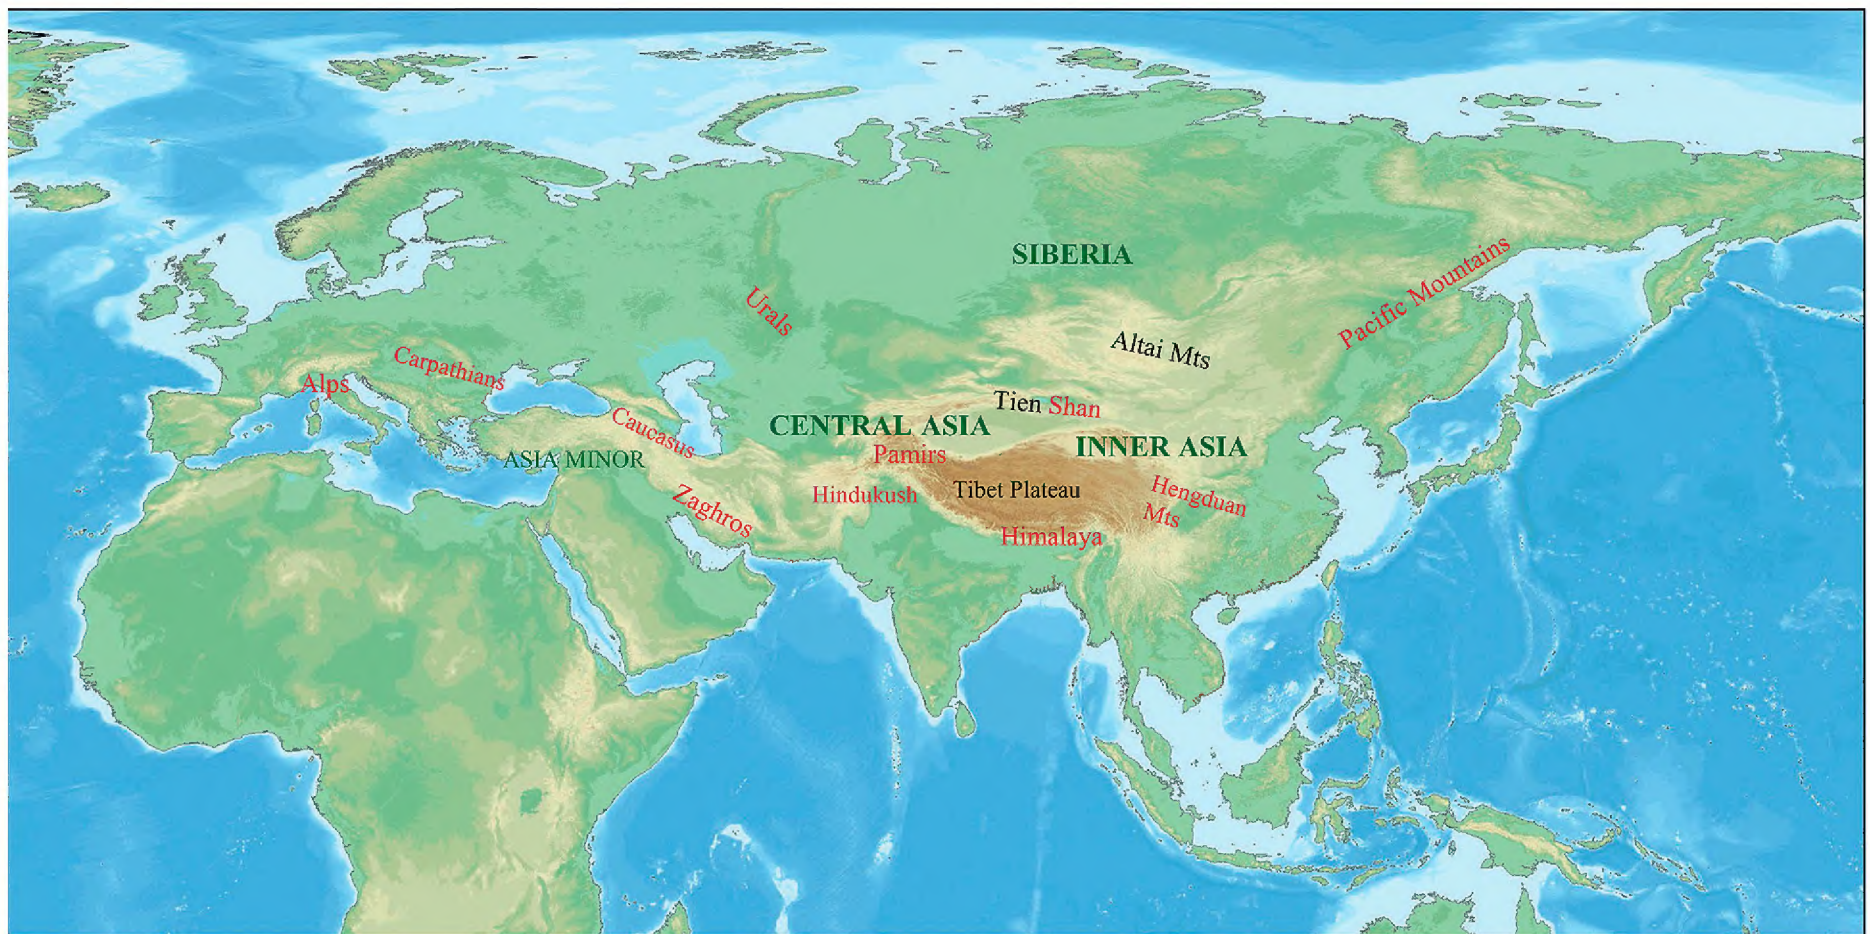 SIBERIA
Pacific Mountains
Urals
Altai Mts
Carpathians
Alps
Tien Shan
Caucasus
CENTRAL ASIA
INNER ASIA
ASIA MINOR
Pamirs
Zaghros
Hindukush
Tibet Plateau
Hengduan
Mts
Himalaya